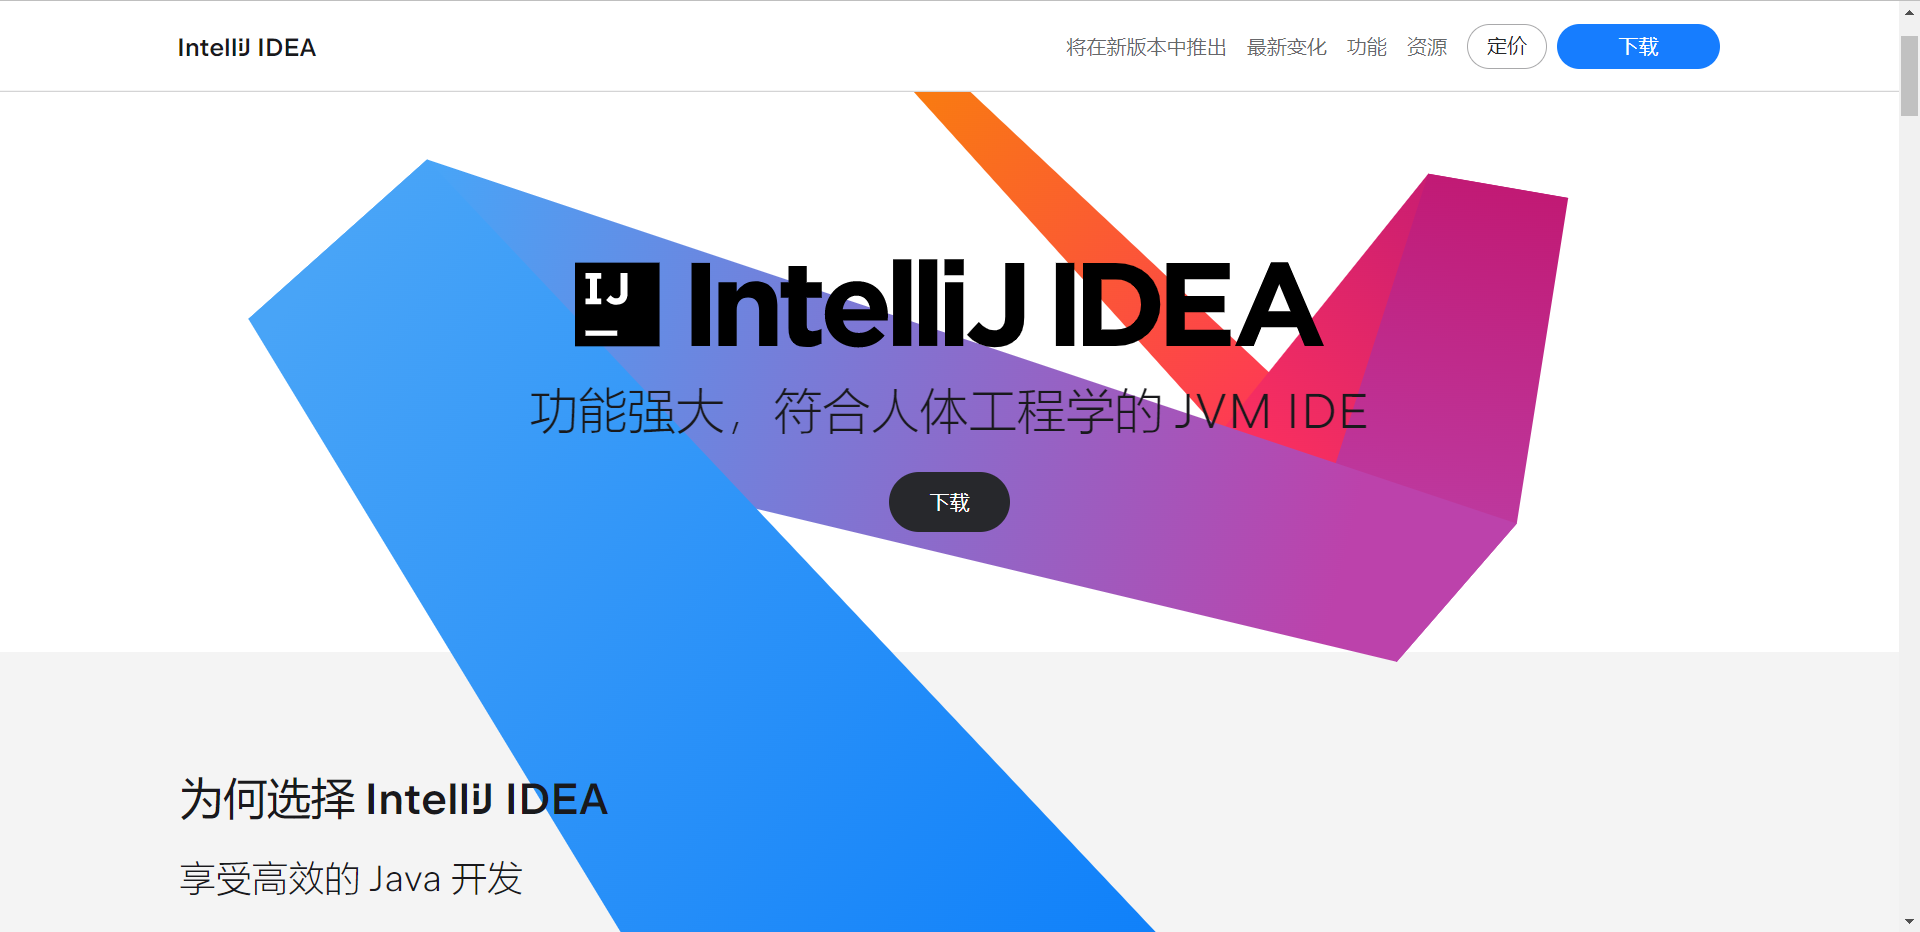 IntelliJ IDEA 将在新版本中推出 最新变化 功能 资源 定价 下载
IJ IntelliJ IDEA
功能强大，符合人体工程学的 JVM IDE
下载
为何选择 IntelliJ IDEA
享受高效的 Java 开发